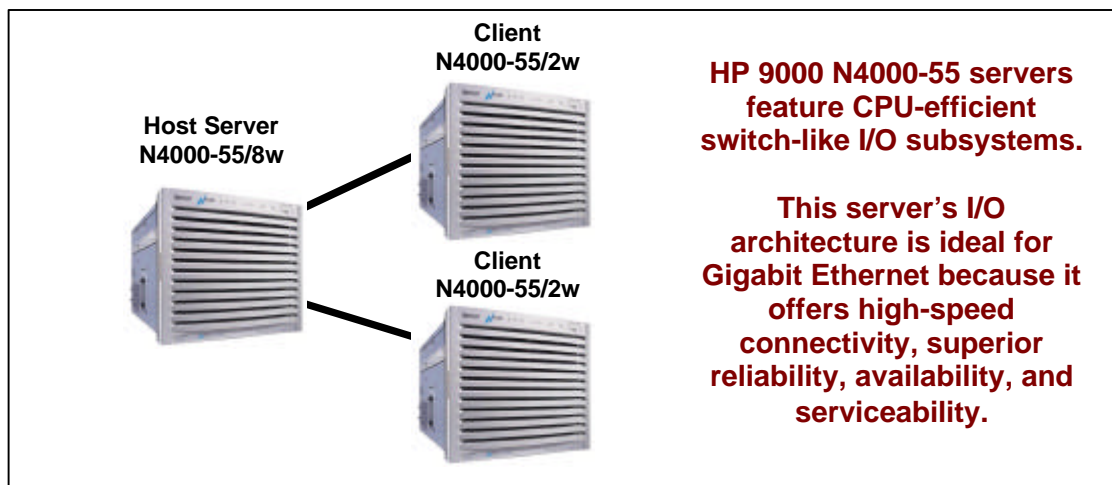 Client
N4000-55/2w
Host Server
N4000-55/8w
Client
N4000-55/2w
HP 9000 N4000-55 servers
feature CPU-efficient
switch-like I/O subsystems.
This server’s I/O
architecture is ideal for
Gigabit Ethernet because it
offers high-speed
connectivity, superior
reliability, availability, and
serviceability.